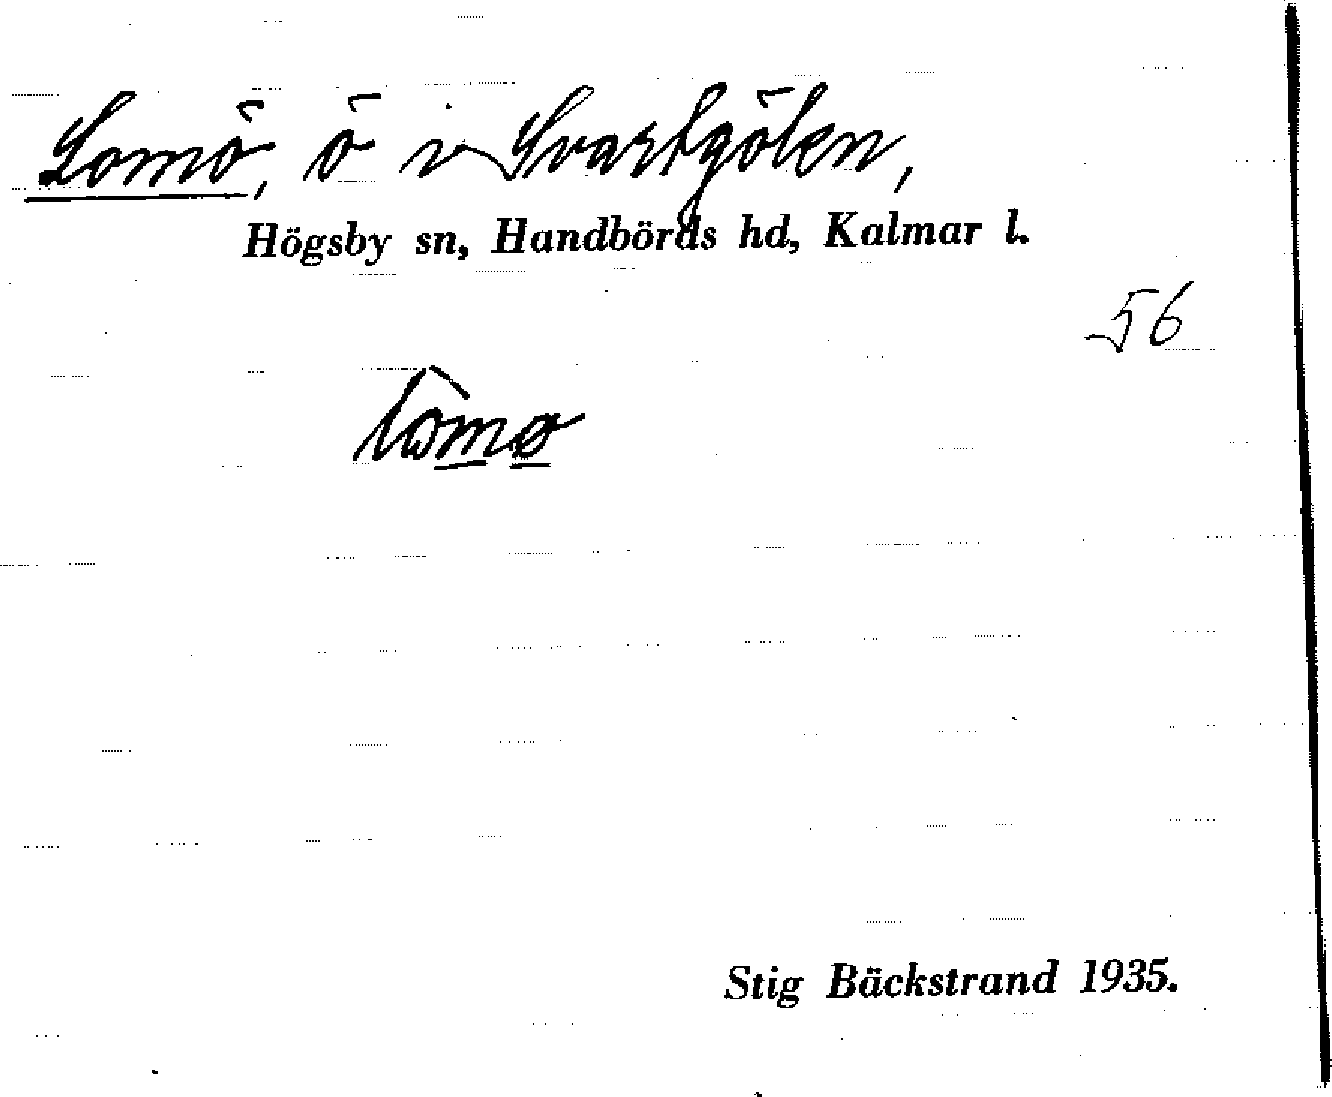 Lomö, ö i Svartgölen,
Högsby sn, Handbörds hd, Kalmar l.
56
Stig Bäckstrand 1935.